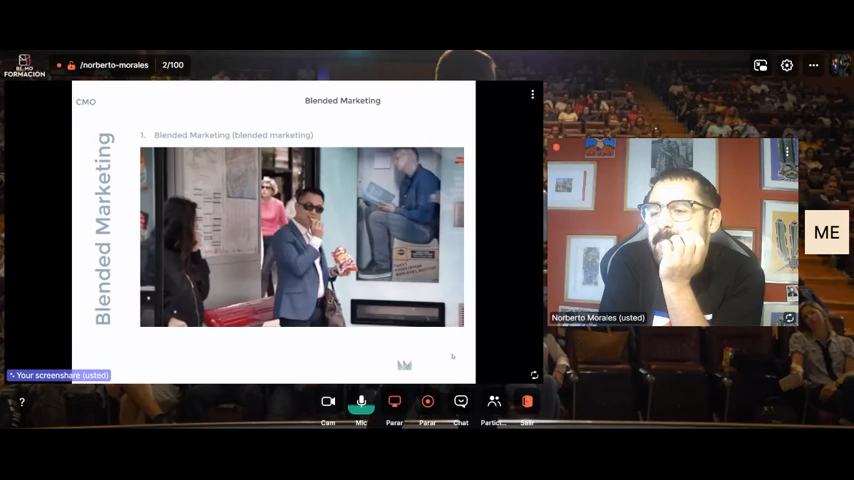 BE.MO
FORMACIÓN
/norberto-morales
2/100
CMO
Blended Marketing
Blended Marketing
1. Blended Marketing (blended marketing)
Norberto Morales (usted)
ME
Your screenshare (usted)
?
Cam
Mic
Parar
Parar
Chat
Partici...
Salir